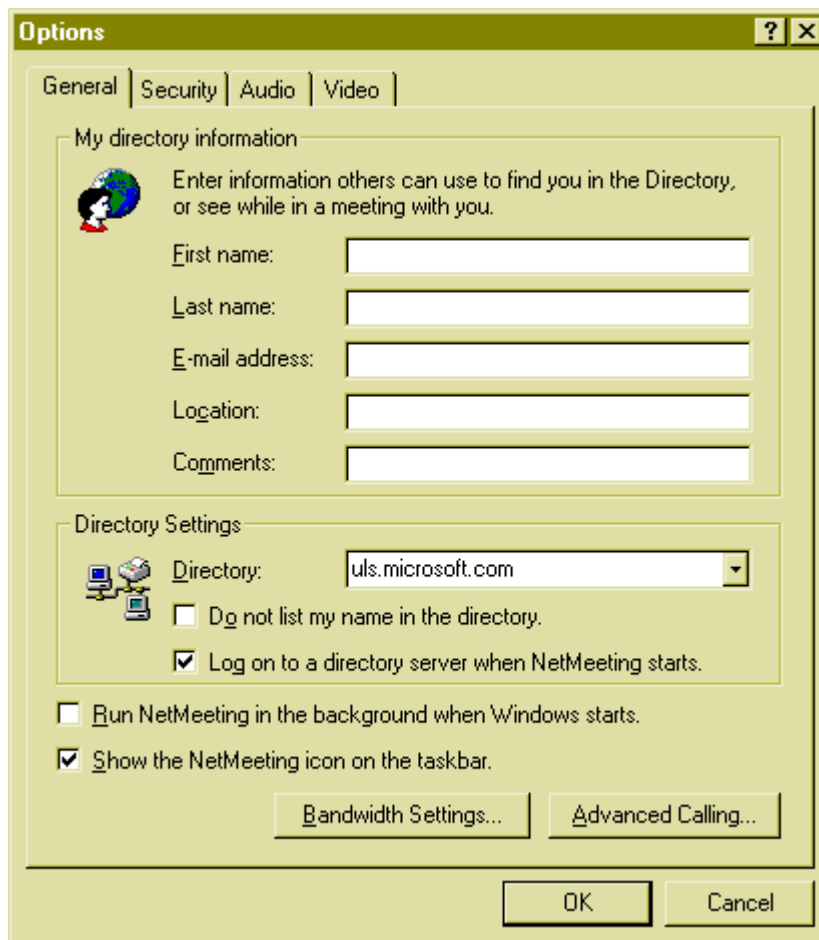 Options
General Security Audio Video
My directory information
Enter information others can use to find you in the Directory,
or see while in a meeting with you.
First name:
Last name:
E-mail address:
Location:
Comments:
Directory Settings
Directory: uls.microsoft.com
Do not list my name in the directory.
Log on to a directory server when NetMeeting starts.
Run NetMeeting in the background when Windows starts.
Show the NetMeeting icon on the taskbar.
Bandwidth Settings... Advanced Calling...
OK Cancel